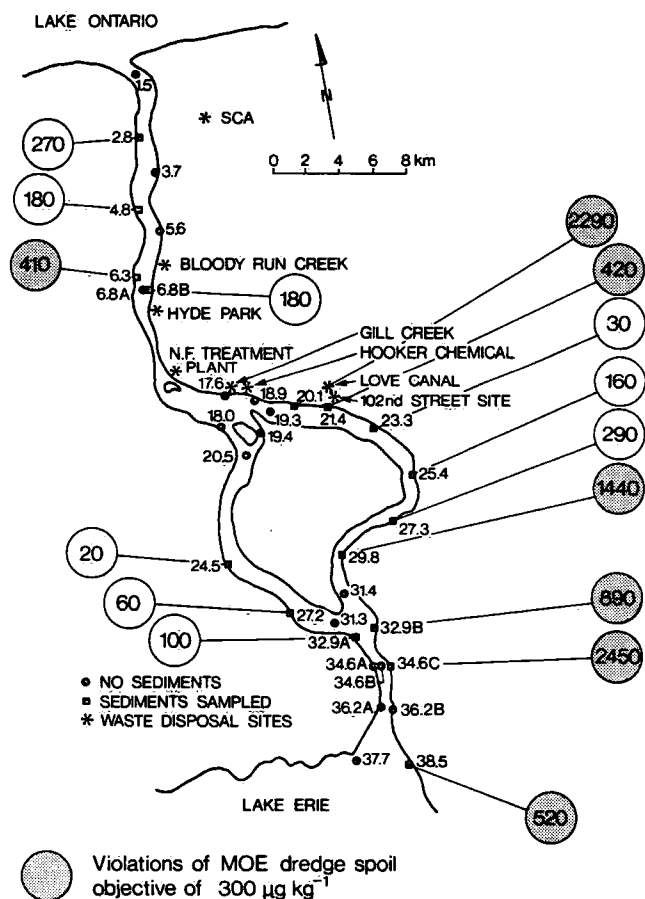 LAKE ONTARIO
1.5
N
* SCA
270
2.8
0 2 4 6 8 km
3.7
180
4.8
2290
5.6
410
6.3
* BLOODY RUN CREEK
420
6.8A
6.8B
180
* HYDE PARK
30
GILL CREEK
N.F. TREATMENT
* PLANT
HOOKER CHEMICAL
17.6
* LOVE CANAL
160
18.9
20.1
* 102nd STREET SITE
19.3
21.4
23.3
18.0
19.4
290
20.5
25.4
1440
27.3
20
24.5
29.8
60
31.4
890
27.2
31.3
32.9B
100
32.9A
2450
34.6A
34.6C
34.6B
NO SEDIMENTS
SEDIMENTS SAMPLED
* WASTE DISPOSAL SITES
36.2A
36.2B
37.7
38.5
LAKE ERIE
520
Violations of MOE dredge spoil
objective of 300 µg kg⁻¹